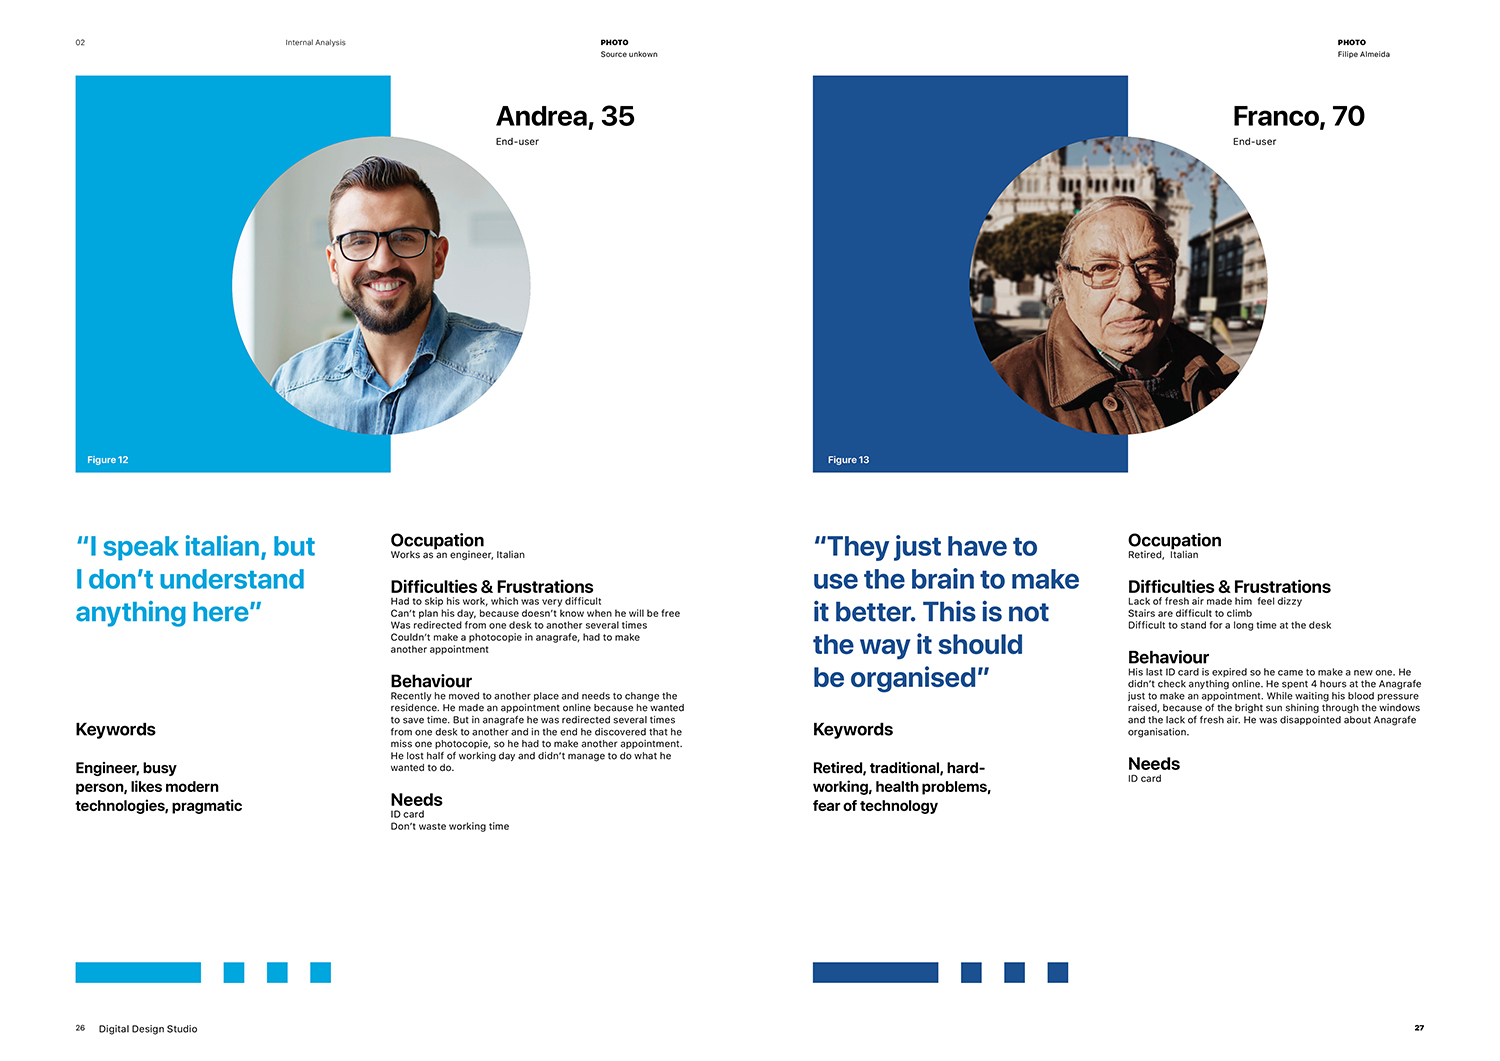 02
Internal Analysis
PHOTO
Source unkown
Andrea, 35
End-user
Figure 12
“I speak italian, but
I don’t understand
anything here”
Keywords
Engineer, busy
person, likes modern
technologies, pragmatic
Occupation
Works as an engineer, Italian
Difficulties & Frustrations
Had to skip his work, which was very difficult
Can’t plan his day, because doesn’t know when he will be free
Was redirected from one desk to another several times
Couldn’t make a photocopie in anagrafe, had to make
another appointment
Behaviour
Recently he moved to another place and needs to change the
residence. He made an appointment online because he wanted
to save time. But in anagrafe he was redirected several times
from one desk to another and in the end he discovered that he
miss one photocopie, so he had to make another appointment.
He lost half of working day and didn’t manage to do what he
wanted to do.
Needs
ID card
Don’t waste working time
26
Digital Design Studio
PHOTO
Filipe Almeida
Franco, 70
End-user
Figure 13
“They just have to
use the brain to make
it better. This is not
the way it should
be organised”
Keywords
Retired, traditional, hard-
working, health problems,
fear of technology
Occupation
Retired,  Italian
Difficulties & Frustrations
Lack of fresh air made him  feel dizzy
Stairs are difficult to climb
Difficult to stand for a long time at the desk
Behaviour
His last ID card is expired so he came to make a new one. He
didn’t check anything online. He spent 4 hours at the Anagrafe
just to make an appointment. While waiting his blood pressure
raised, because of the bright sun shining through the windows
and the lack of fresh air. He was disappointed about Anagrafe
organisation.
Needs
ID card
27